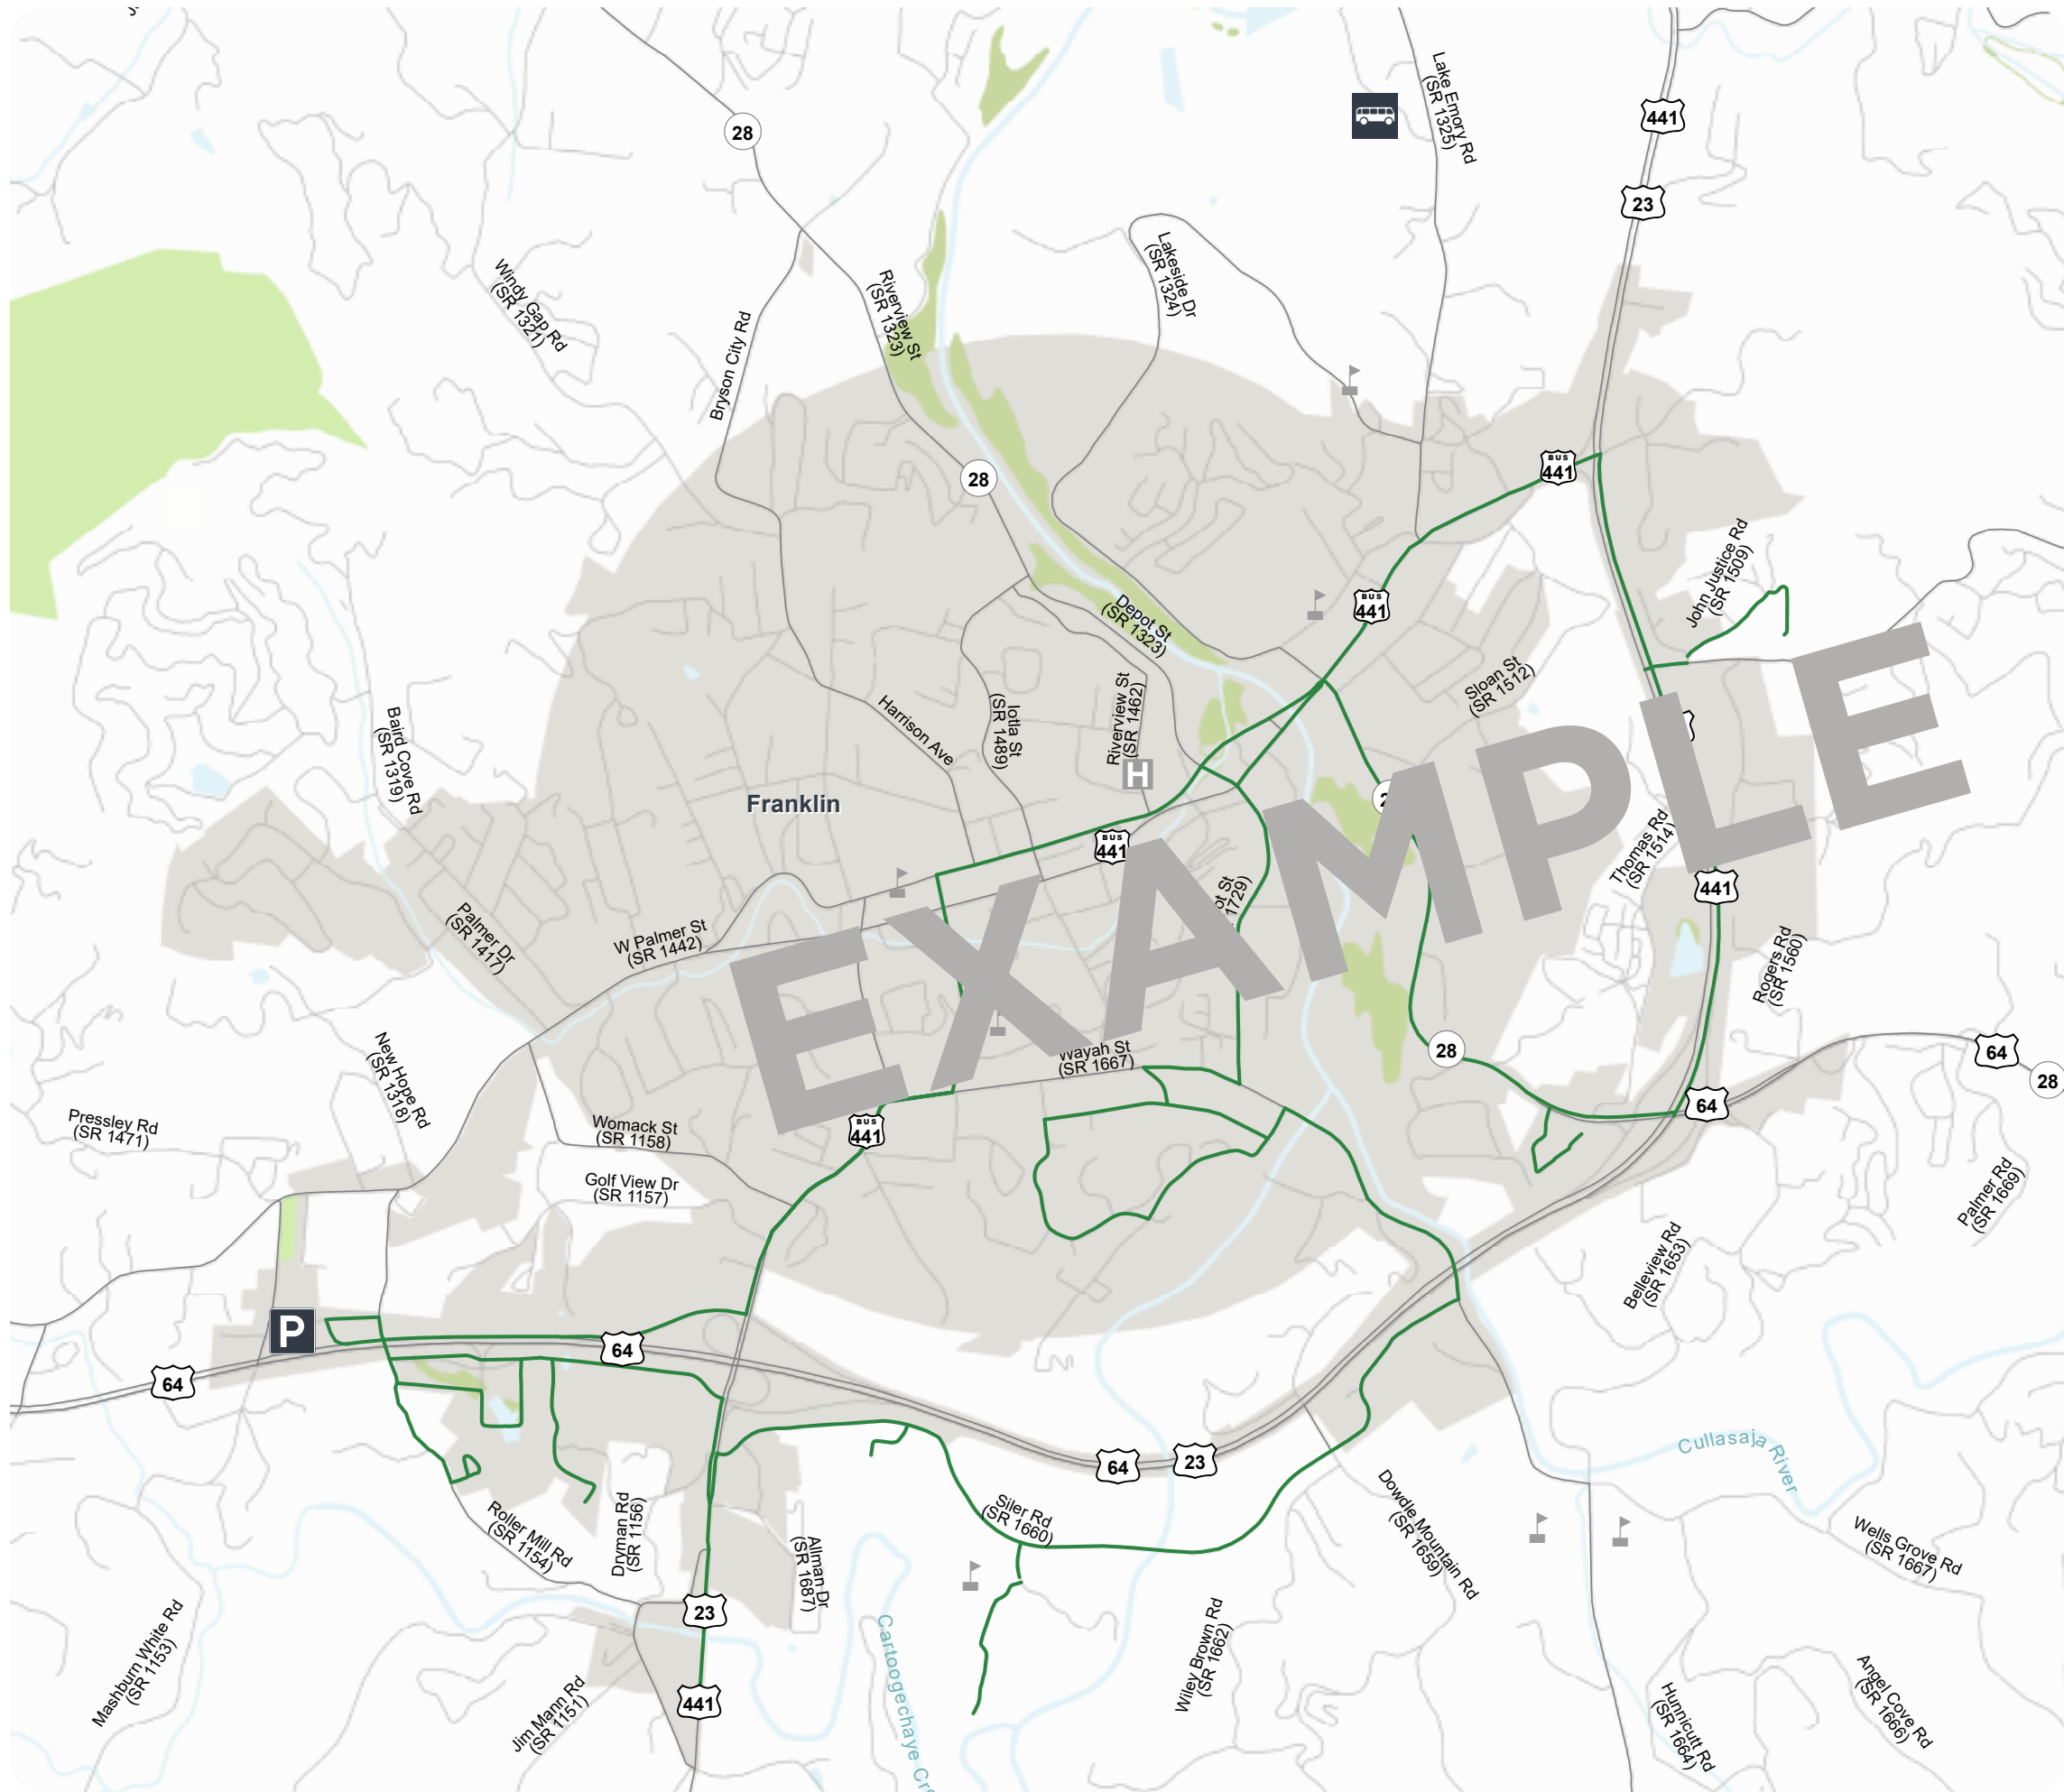 28
Lake Emory Rd
(SR 1325)
441
23
Lakeside Dr
(SR 1324)
Windy Gap Rd
(SR 1321)
Riverview St
(SR 1323)
Bryson City Rd
28
BUS
441
John Justice Rd
(SR 1509)
BUS
441
Depot St
(SR 1323)
Sloan St
(SR 1512)
Riverview St
(SR 1462)
Iotla St
(SR 1489)
Harrison Ave
Baird Cove Rd
(SR 1319)
H
Franklin
BUS
441
Thomas Rd
(SR 1514)
441
EXAMPLE
Palmer Dr
(SR 1417)
W Palmer St
(SR 1442)
ot St
1729)
Rogers Rd
(SR 1560)
New Hope Rd
(SR 1318)
Wayah St
(SR 1667)
28
64
28
64
Pressley Rd
(SR 1471)
Womack St
(SR 1158)
BUS
441
Golf View Dr
(SR 1157)
Palmer Rd
(SR 1669)
Belleview Rd
(SR 1653)
P
64
64
64
23
Cullasaja River
Roller Mill Rd
(SR 1154)
Dryman Rd
(SR 1156)
Allman Dr
(SR 1687)
Siler Rd
(SR 1660)
Dowdle Mountain Rd
(SR 1659)
Wells Grove Rd
(SR 1667)
23
Mashburn White Rd
(SR 1153)
Jim Mann Rd
(SR 1151)
441
Cartoogechaye Cre
Wiley Brown Rd
(SR 1662)
Hunnicutt Rd
(SR 1664)
Angel Cove Rd
(SR 1666)